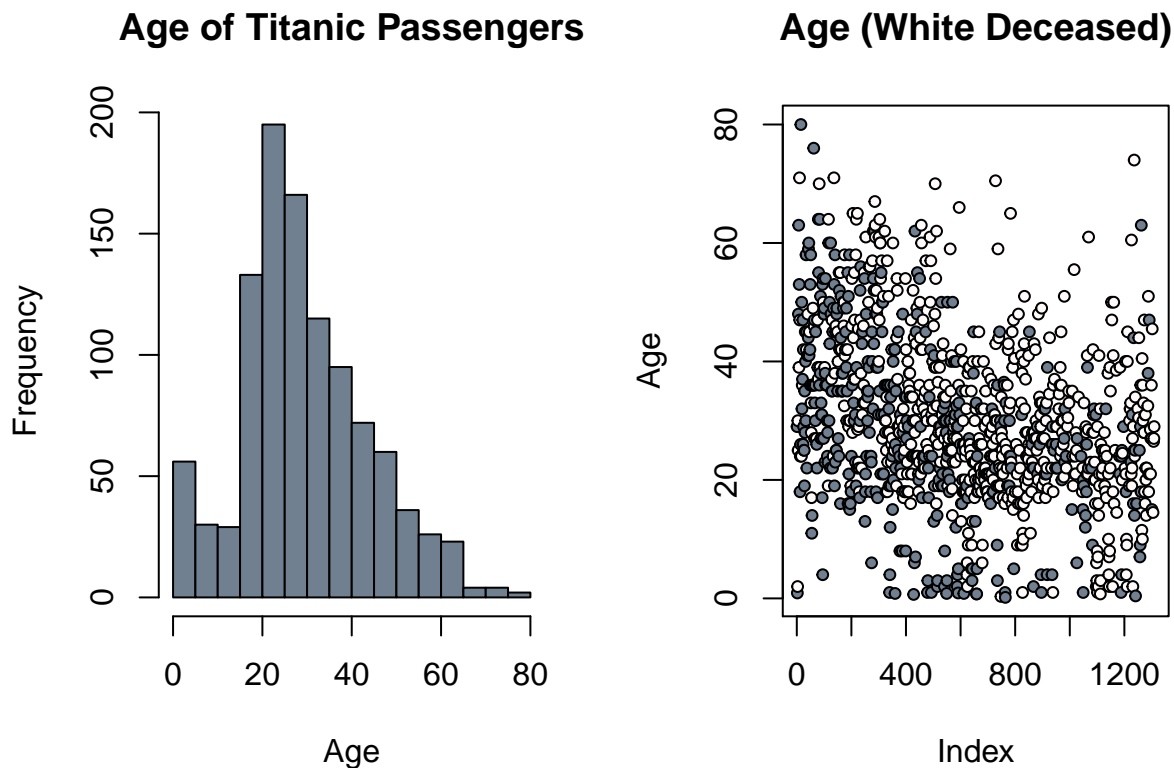 Age of Titanic Passengers
Frequency
0
50
100
150
200
0 20 40 60 80
Age
Age (White Deceased)
Age
0
20
40
60
80
0 400 800 1200
Index